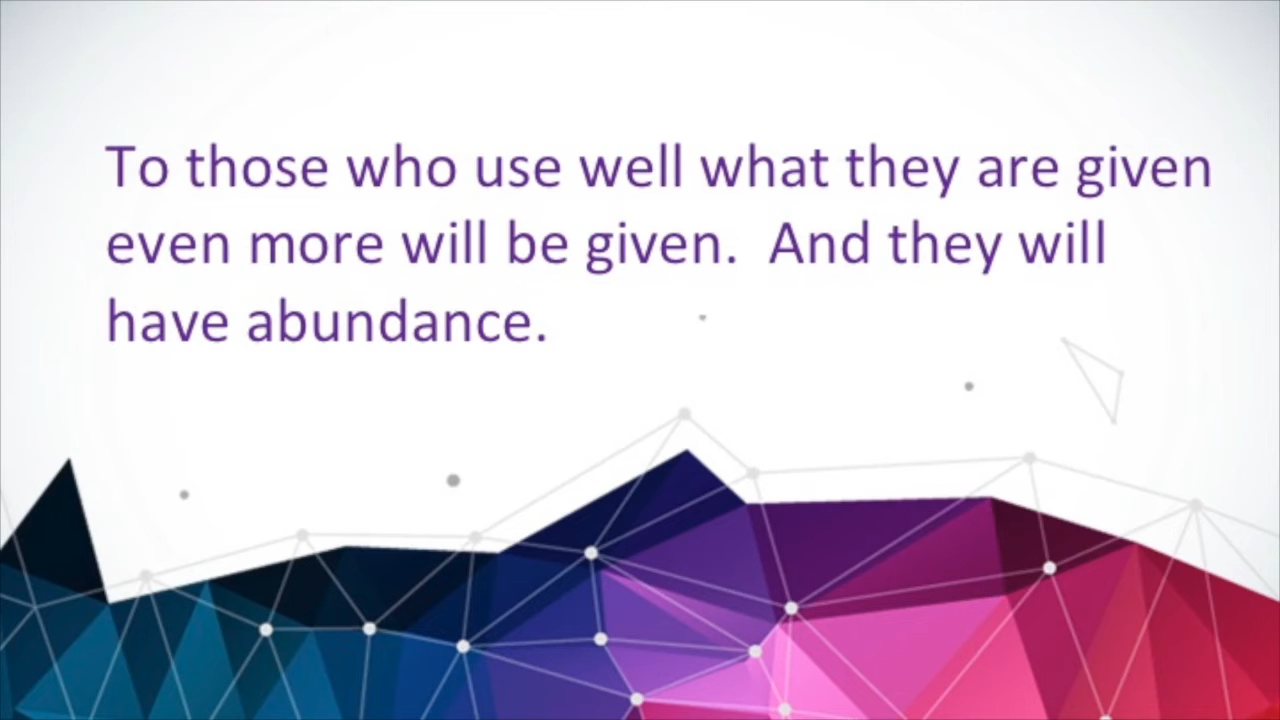 To those who use well what they are given
even more will be given.  And they will
have abundance.